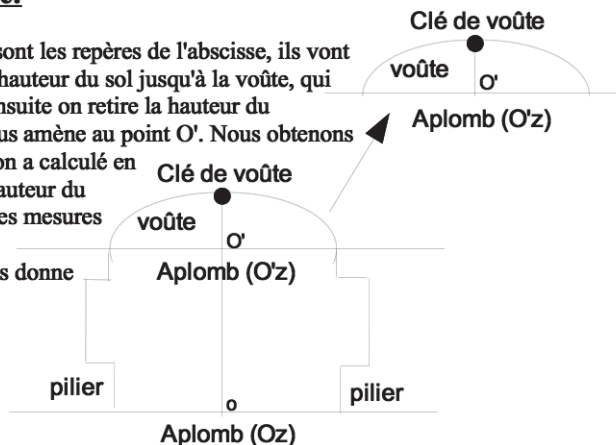 sont les repères de l'abscisse, ils vont
hauteur du sol jusqu'à la voûte, qui
nsuite on retire la hauteur du
us amène au point O'. Nous obtenons
on a calculé en
auteur du
es mesures
s donne
Clé de voûte
voûte
O'
Aplomb (O'z)
Clé de voûte
voûte
O'
Aplomb (O'z)
pilier
o
pilier
Aplomb (Oz)